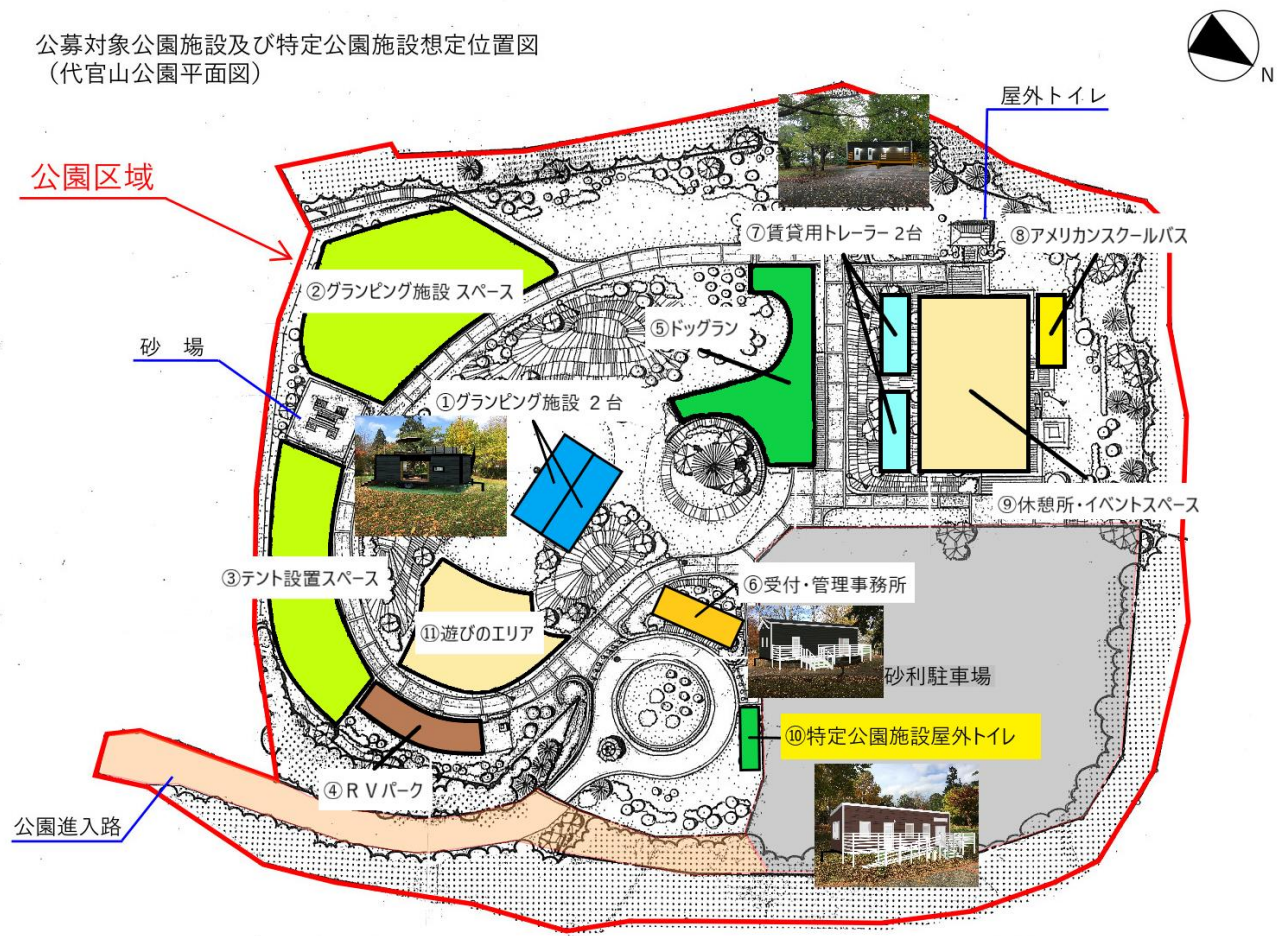 公募対象公園施設及び特定公園施設想定位置図
（代官山公園平面図）
N
屋外トイレ
公園区域
⑦賃貸用トレーラー 2台
⑧アメリカンスクールバス
②グランピング施設 スペース
⑤ドッグラン
砂 場
①グランピング施設 2 台
⑨休憩所・イベントスペース
③テント設置スペース
⑥受付・管理事務所
⑪遊びのエリア
砂利駐車場
⑩特定公園施設屋外トイレ
④ＲＶパーク
公園進入路